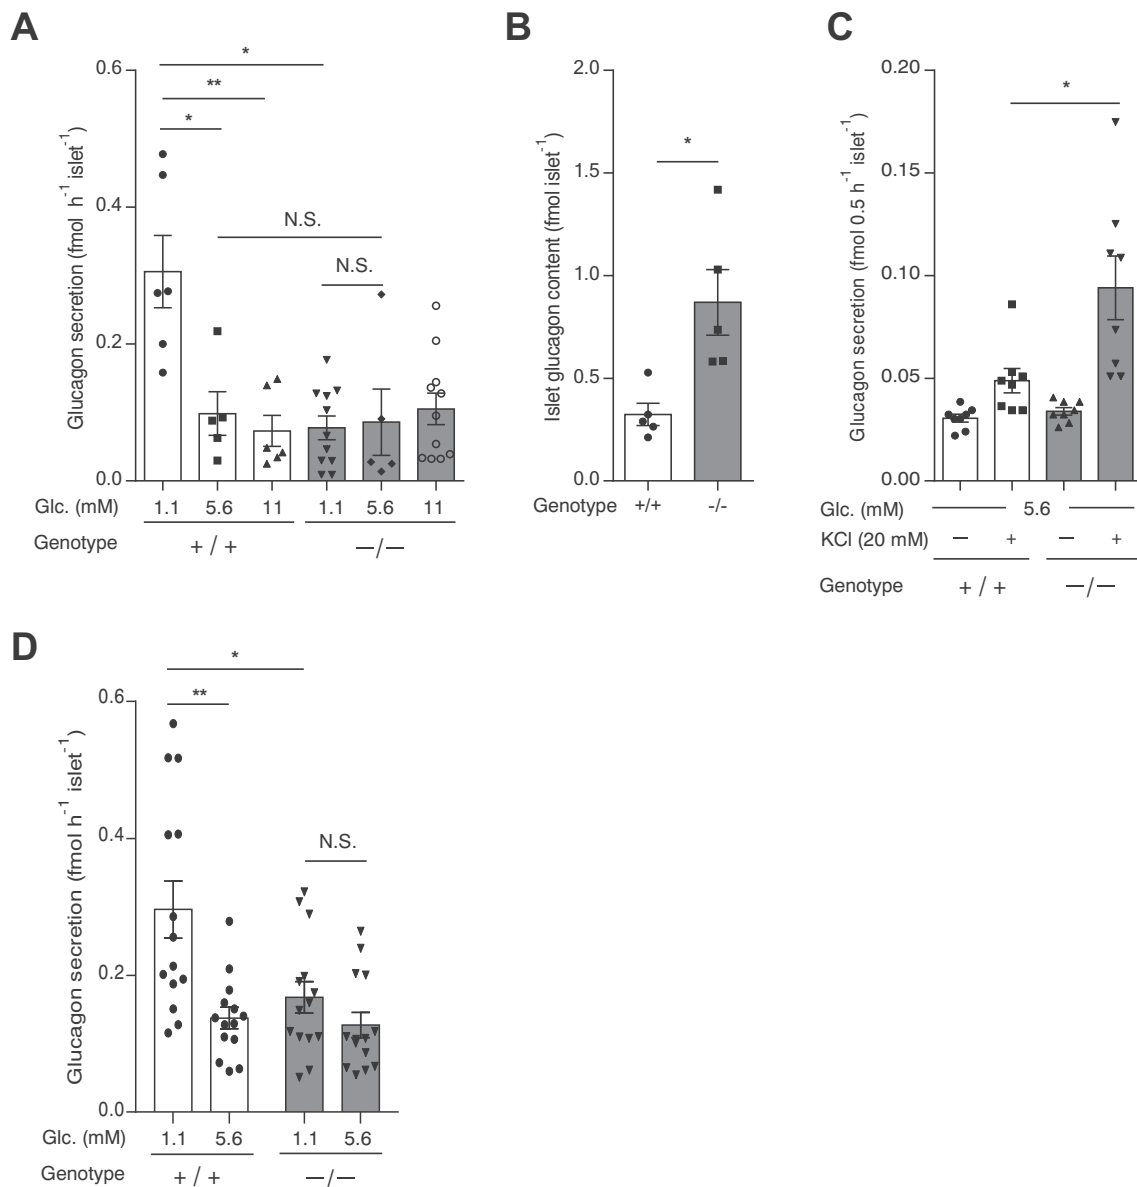 A
Glucagon secretion (fmol h⁻¹ islet⁻¹)
0.6
0.4
0.2
0.0
*
**
*
N.S.
N.S.
Glc. (mM) 1.1 5.6 11 1.1 5.6 11
Genotype +/+ –/–
B
Islet glucagon content (fmol islet⁻¹)
2.0
1.5
1.0
0.5
0.0
*
Genotype +/+ -/-
C
Glucagon secretion (fmol 0.5 h⁻¹ islet⁻¹)
0.20
0.15
0.10
0.05
0.00
*
Glc. (mM) 5.6
KCl (20 mM) – + – +
Genotype +/+ –/–
D
Glucagon secretion (fmol h⁻¹ islet⁻¹)
0.6
0.4
0.2
0.0
*
**
N.S.
Glc. (mM) 1.1 5.6 1.1 5.6
Genotype +/+ –/–